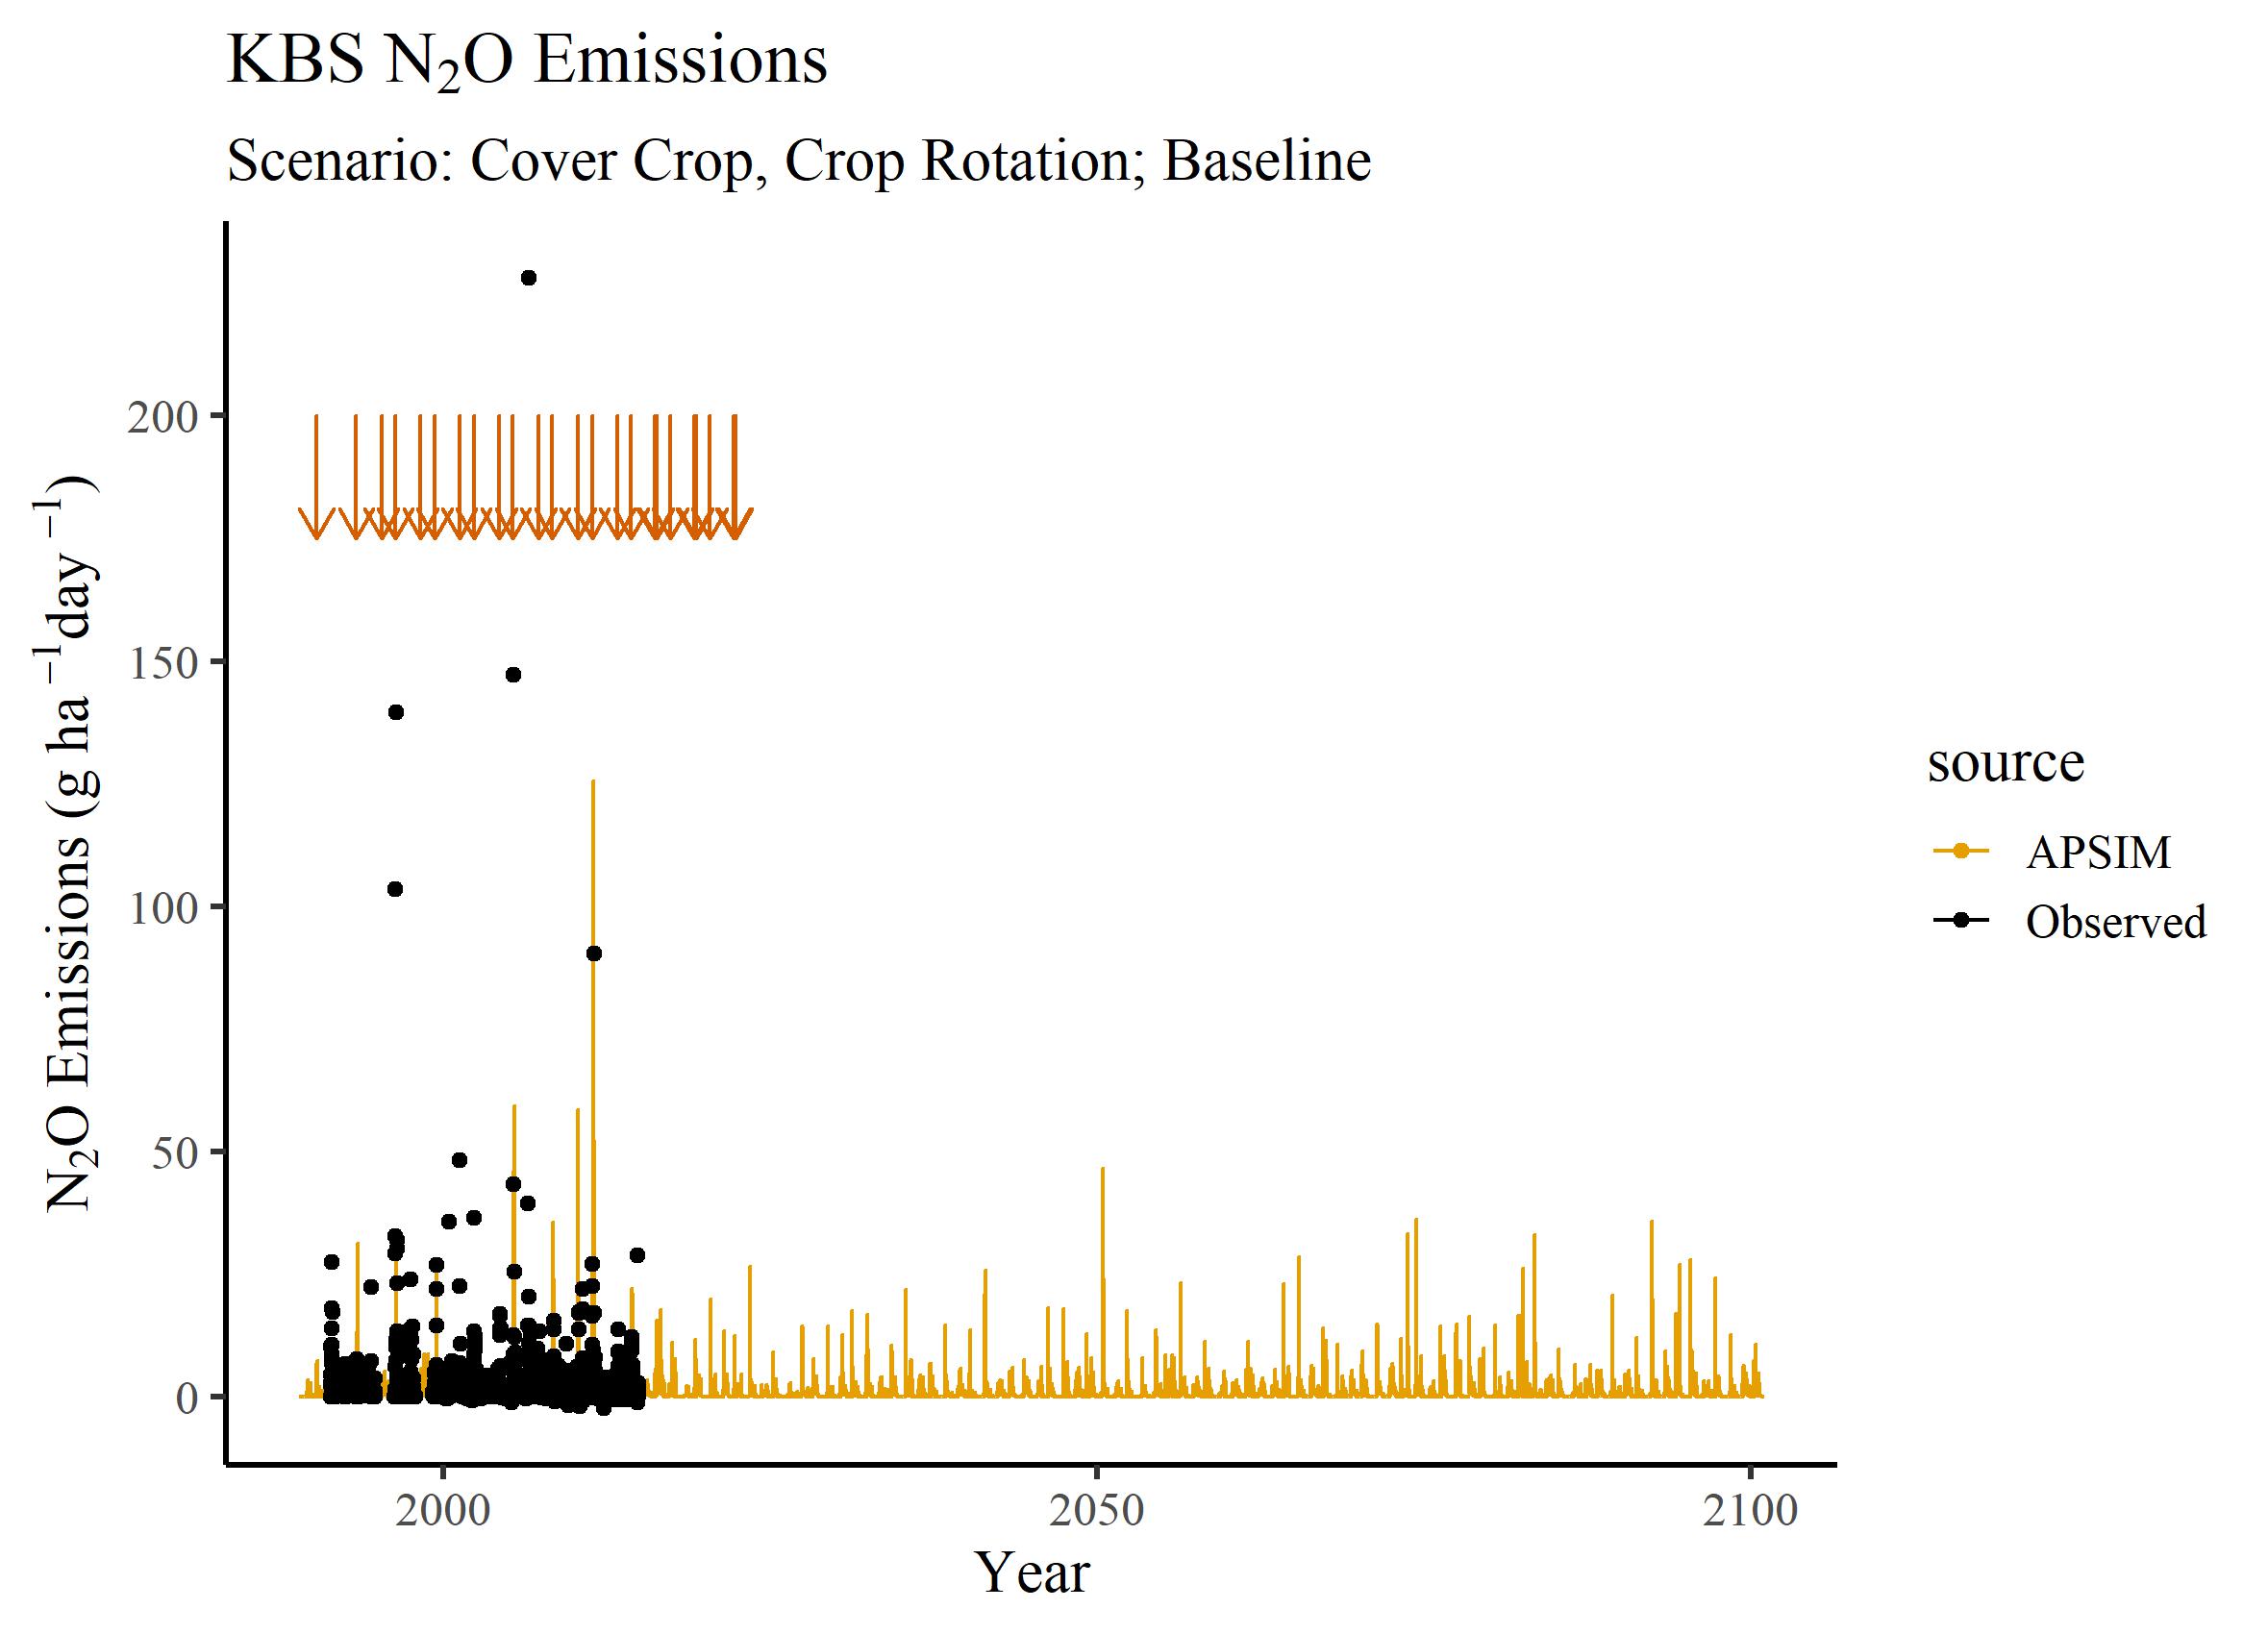 KBS N₂O Emissions
Scenario: Cover Crop, Crop Rotation; Baseline
N₂O Emissions (g ha ⁻¹day ⁻¹)
200
150
100
50
0
2000
2050
2100
Year
source
APSIM
Observed